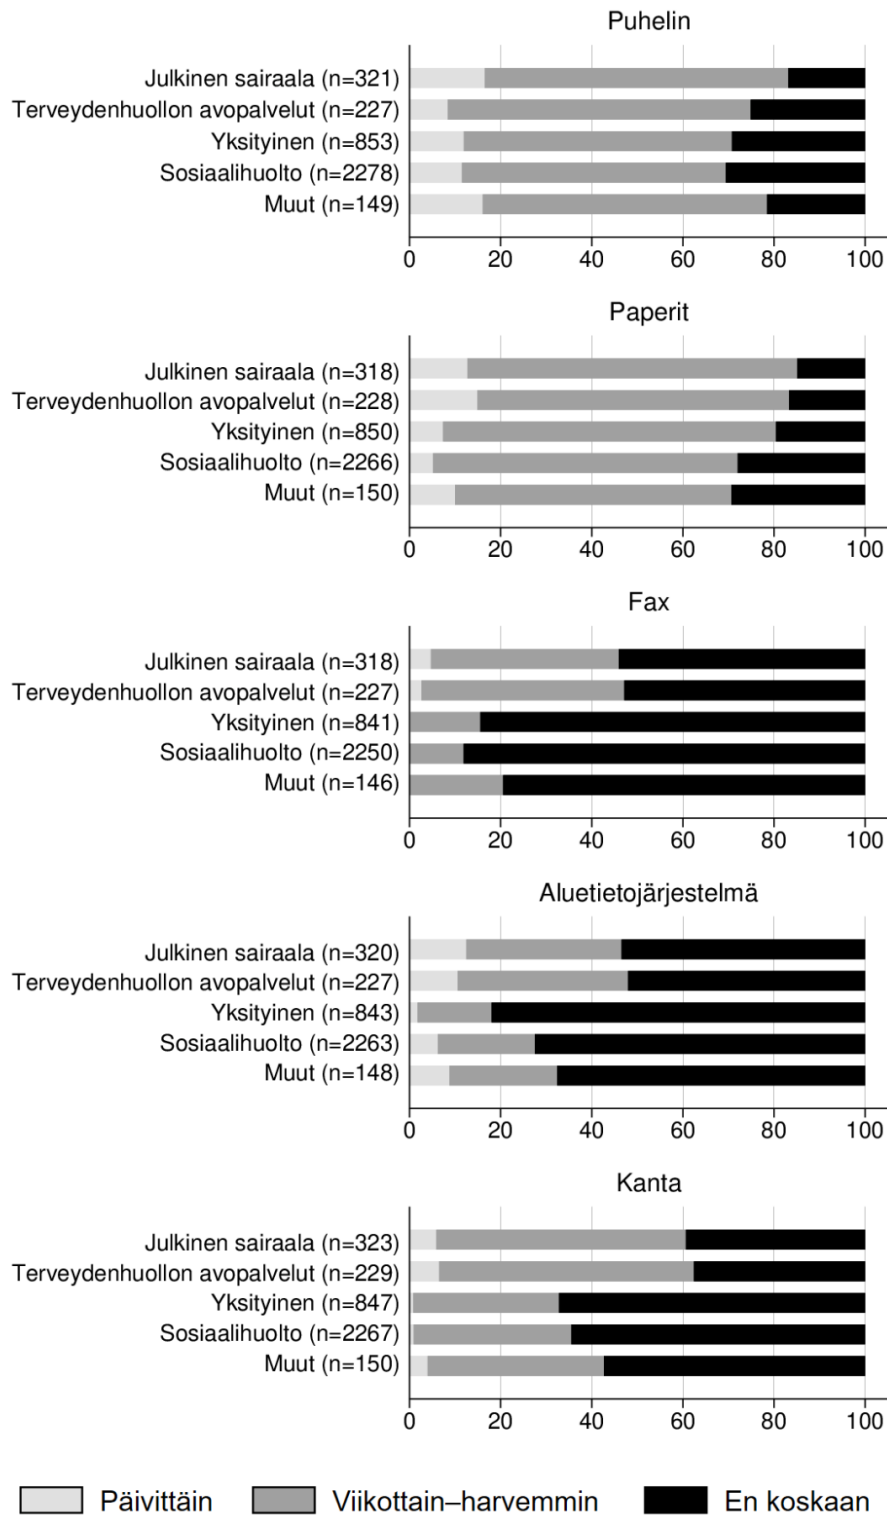 Puhelin
Julkinen sairaala (n=321)
Terveydenhuollon avopalvelut (n=227)
Yksityinen (n=853)
Sosiaalihuolto (n=2278)
Muut (n=149)
0 20 40 60 80 100
Paperit
Julkinen sairaala (n=318)
Terveydenhuollon avopalvelut (n=228)
Yksityinen (n=850)
Sosiaalihuolto (n=2266)
Muut (n=150)
0 20 40 60 80 100
Fax
Julkinen sairaala (n=318)
Terveydenhuollon avopalvelut (n=227)
Yksityinen (n=841)
Sosiaalihuolto (n=2250)
Muut (n=146)
0 20 40 60 80 100
Aluetietojärjestelmä
Julkinen sairaala (n=320)
Terveydenhuollon avopalvelut (n=227)
Yksityinen (n=843)
Sosiaalihuolto (n=2263)
Muut (n=148)
0 20 40 60 80 100
Kanta
Julkinen sairaala (n=323)
Terveydenhuollon avopalvelut (n=229)
Yksityinen (n=847)
Sosiaalihuolto (n=2267)
Muut (n=150)
0 20 40 60 80 100
Päivittäin Viikottain–harvemmin En koskaan